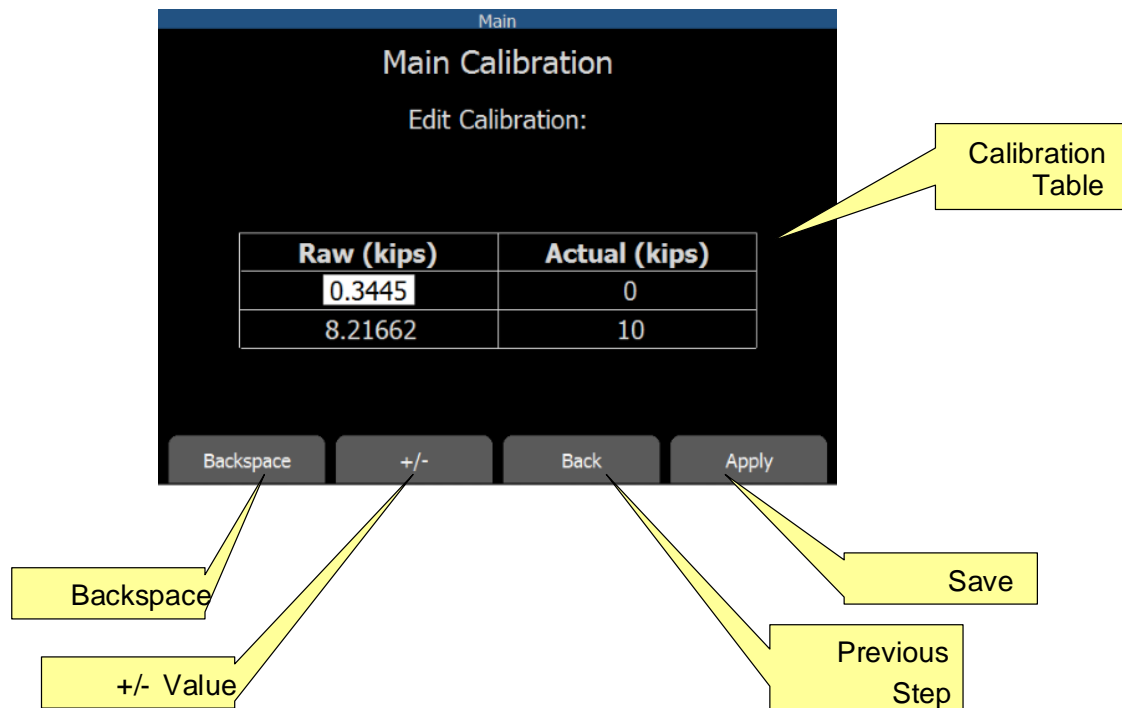 Main
Main Calibration
Edit Calibration:
Calibration
Table
Raw (kips) Actual (kips)
0.3445 0
8.21662 10
Backspace +/- Back Apply
Backspace
Save
+/- Value
Previous
Step